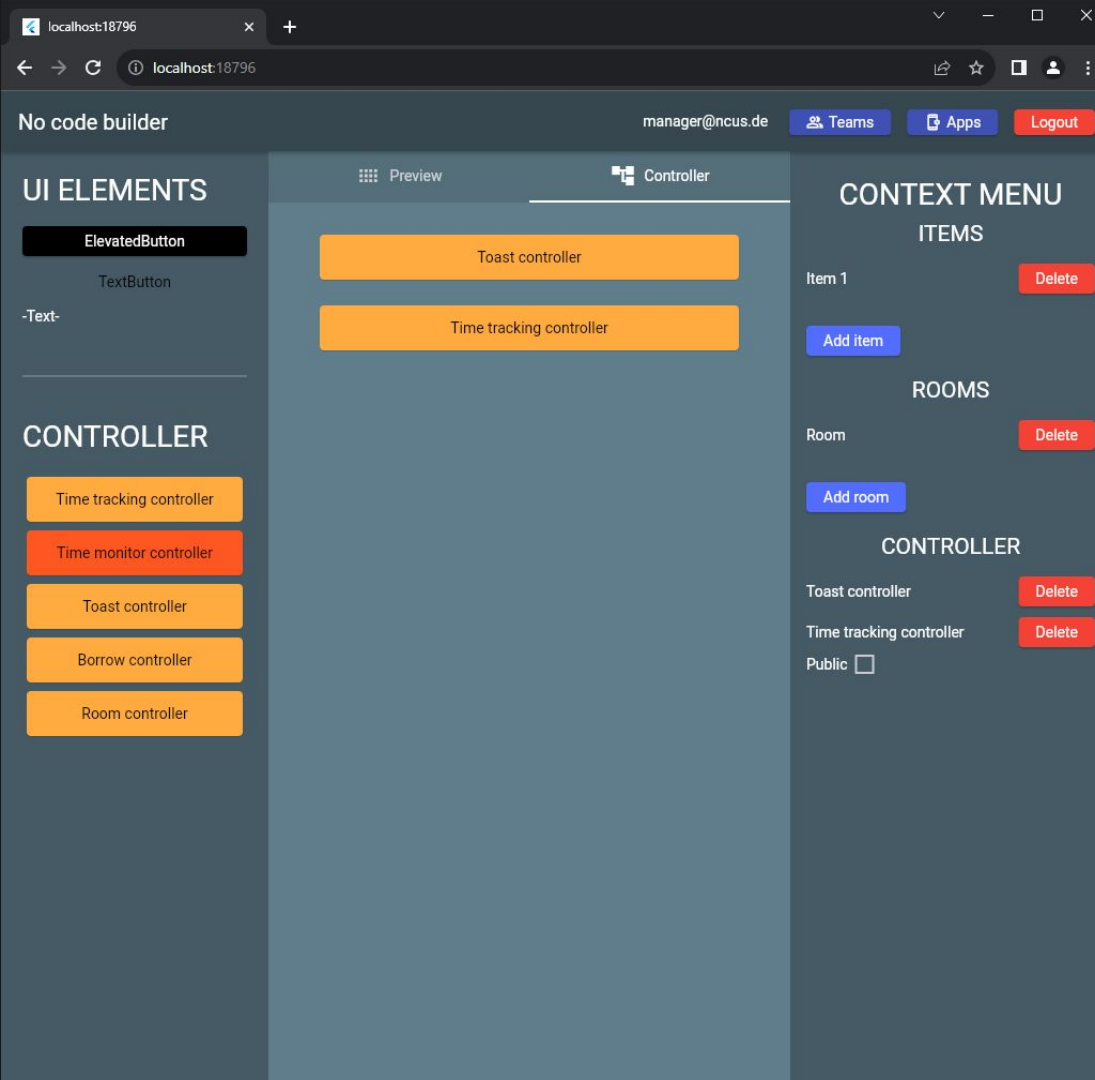 localhost:18796
localhost:18796
No code builder
manager@ncus.de
Teams
Apps
Logout
UI ELEMENTS
ElevatedButton
TextButton
-Text-
CONTROLLER
Time tracking controller
Time monitor controller
Toast controller
Borrow controller
Room controller
Preview
Controller
Toast controller
Time tracking controller
CONTEXT MENU
ITEMS
Item 1
Delete
Add item
ROOMS
Room
Delete
Add room
CONTROLLER
Toast controller
Delete
Time tracking controller
Delete
Public